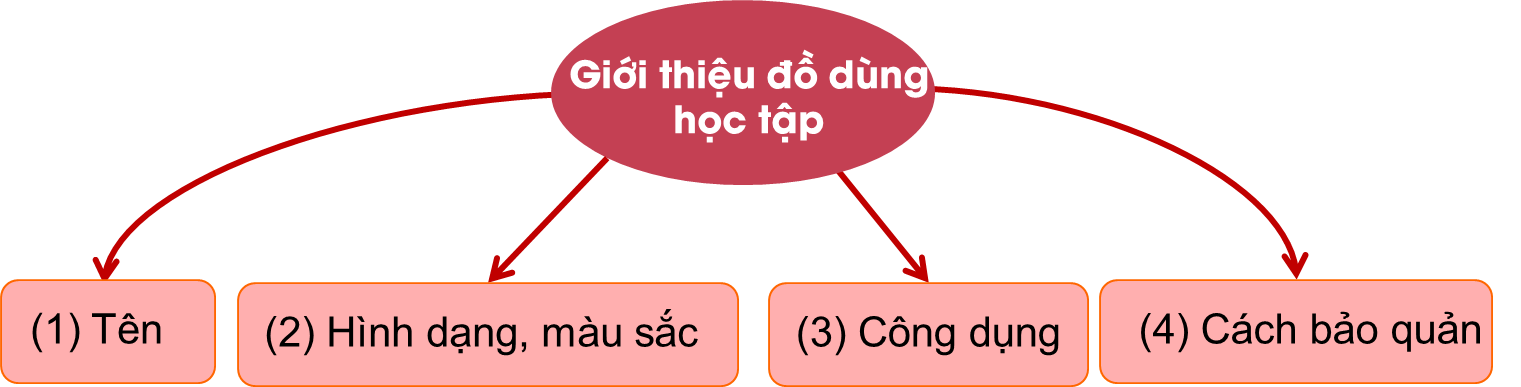 Giới thiệu đồ dùng
học tập
(1) Tên
(2) Hình dạng, màu sắc
(3) Công dụng
(4) Cách bảo quản